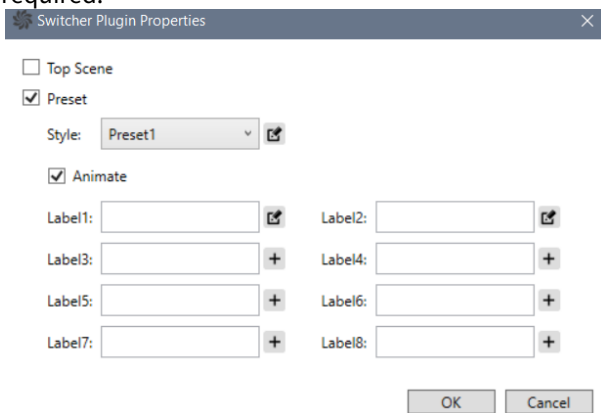 required.
Switcher Plugin Properties
Top Scene
Preset
Style: Preset1
Animate
Label1: Label2:
Label3: Label4:
Label5: Label6:
Label7: Label8:
OK Cancel